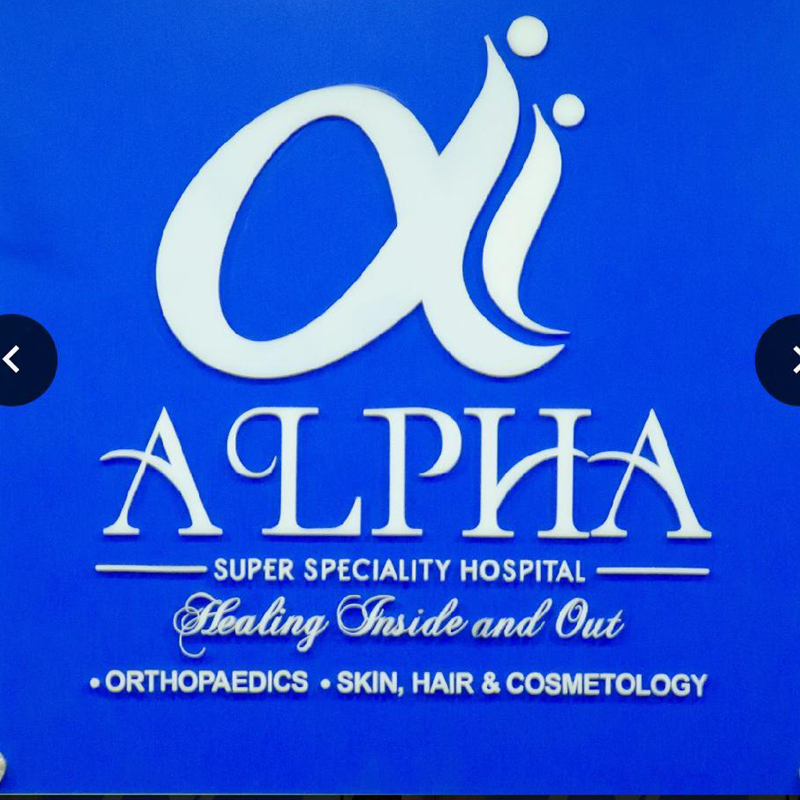 ALPHA
SUPER SPECIALITY HOSPITAL
Healing Inside and Out
• ORTHOPAEDICS • SKIN, HAIR & COSMETOLOGY